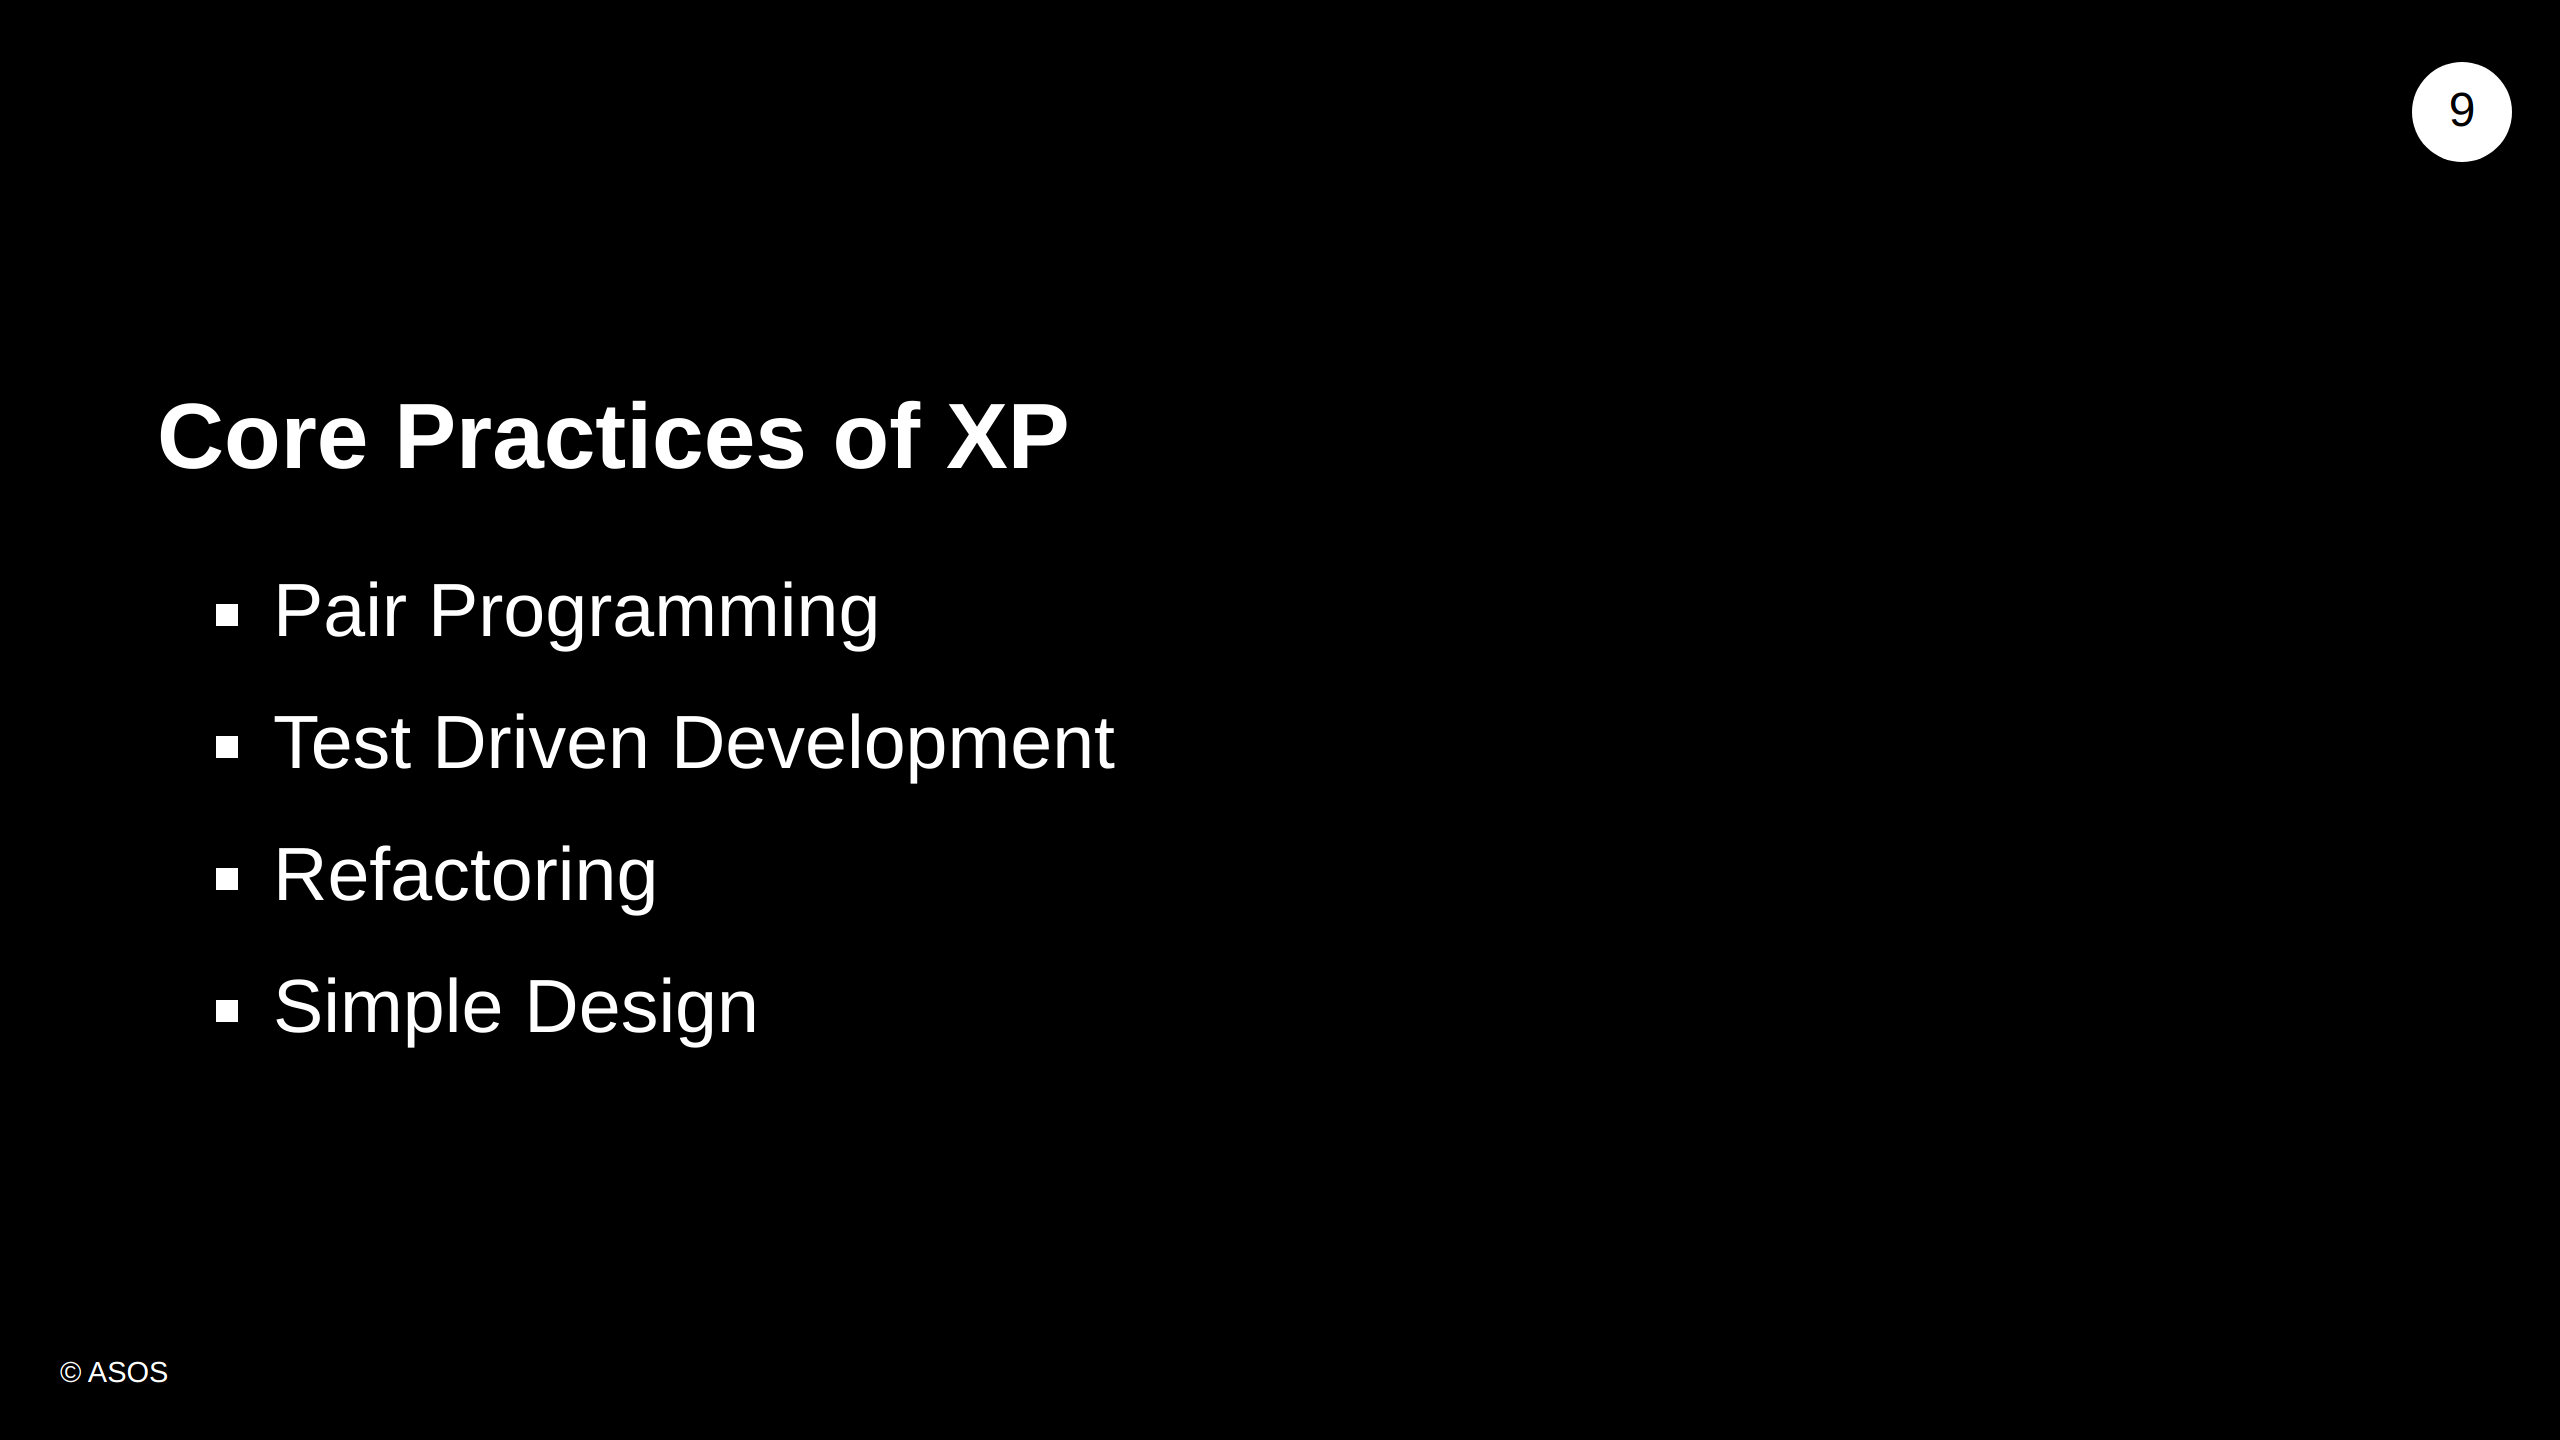 9
Core Practices of XP
▪ Pair Programming
▪ Test Driven Development
▪ Refactoring
▪ Simple Design
© ASOS